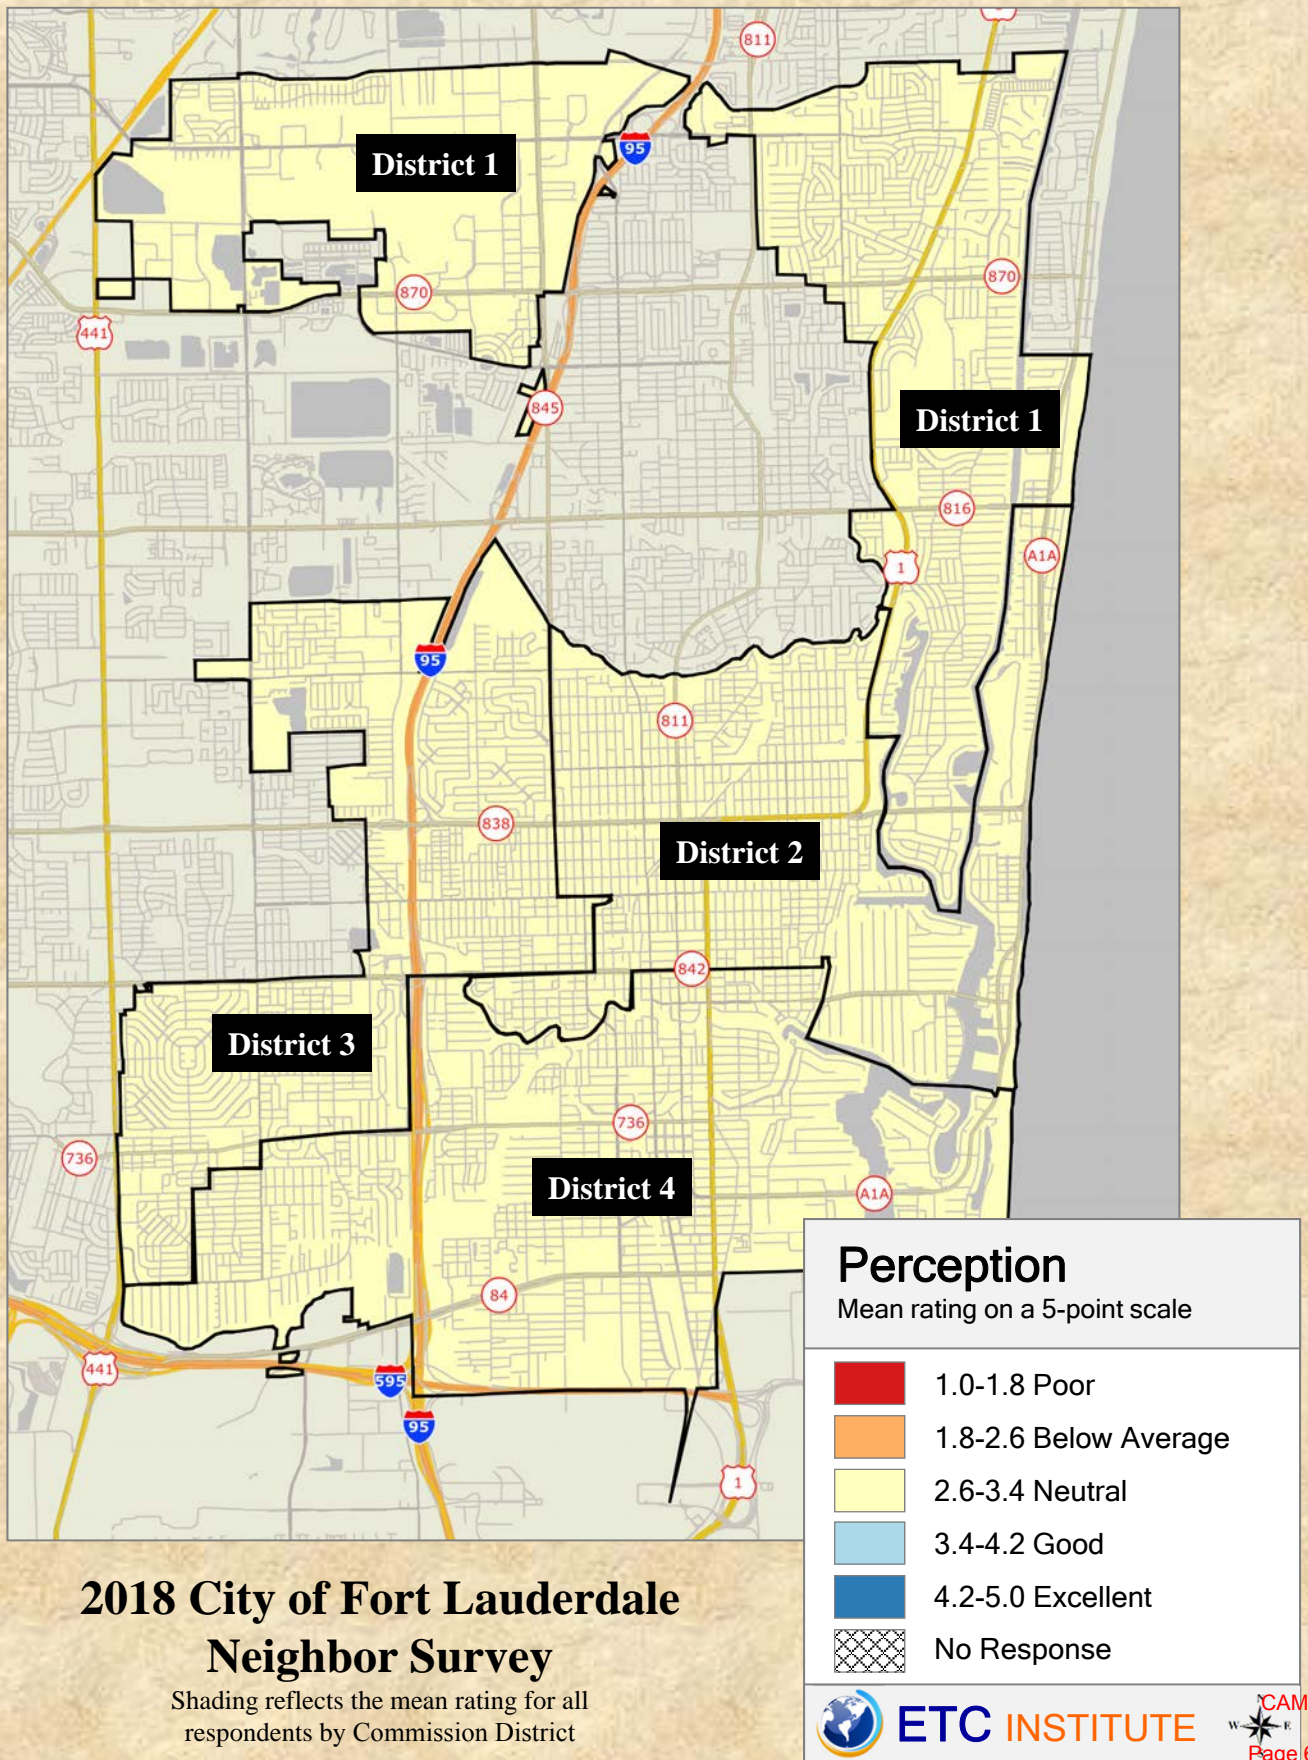 811
95
District 1
870
870
441
845
District 1
816
A1A
1
95
811
838
District 2
842
District 3
736
736
District 4
A1A
84
441
595
95
1
Perception
Mean rating on a 5-point scale
1.0-1.8 Poor
1.8-2.6 Below Average
2.6-3.4 Neutral
3.4-4.2 Good
4.2-5.0 Excellent
No Response
2018 City of Fort Lauderdale
Neighbor Survey
Shading reflects the mean rating for all
respondents by Commission District
ETC INSTITUTE
W E
CAM
Page